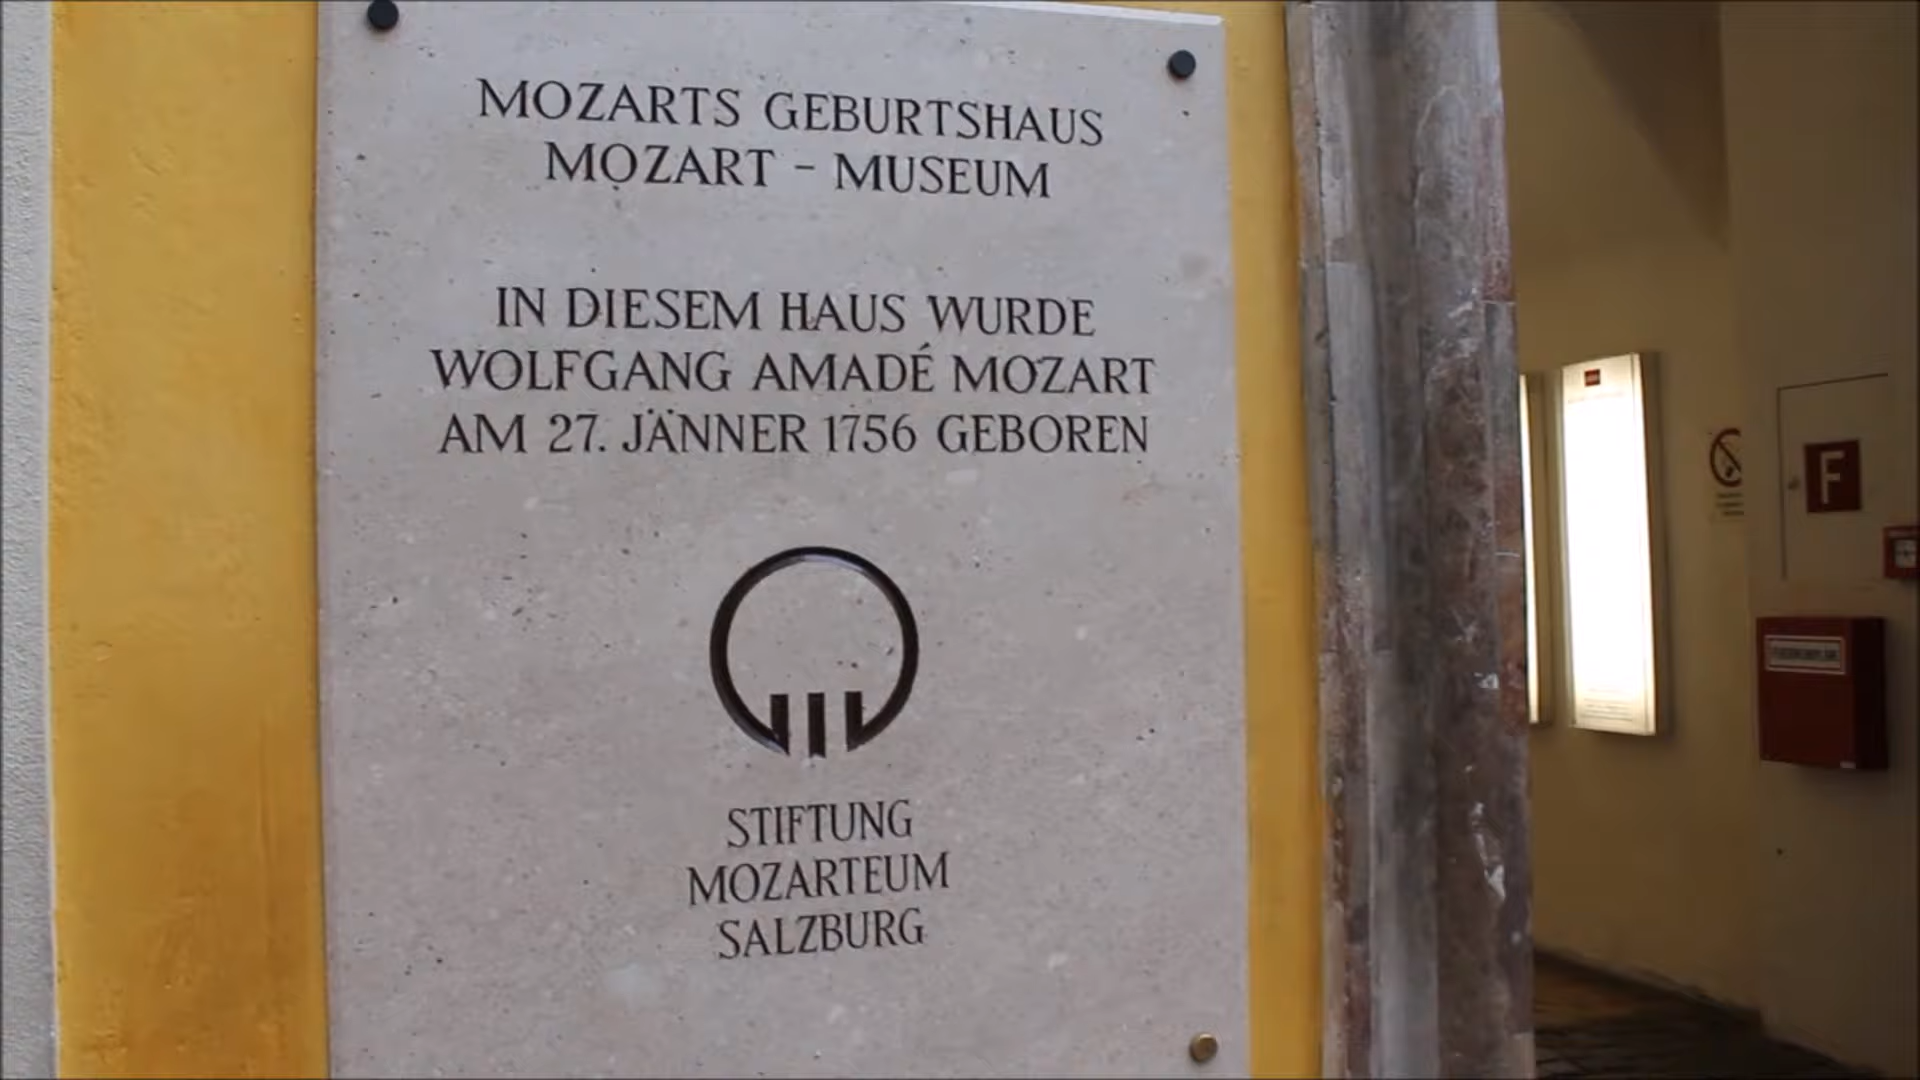 MOZARTS GEBURTSHAUS
MOZART - MUSEUM
IN DIESEM HAUS WURDE
WOLFGANG AMADÉ MOZART
AM 27. JÄNNER 1756 GEBOREN
STIFTUNG
MOZARTEUM
SALZBURG
F